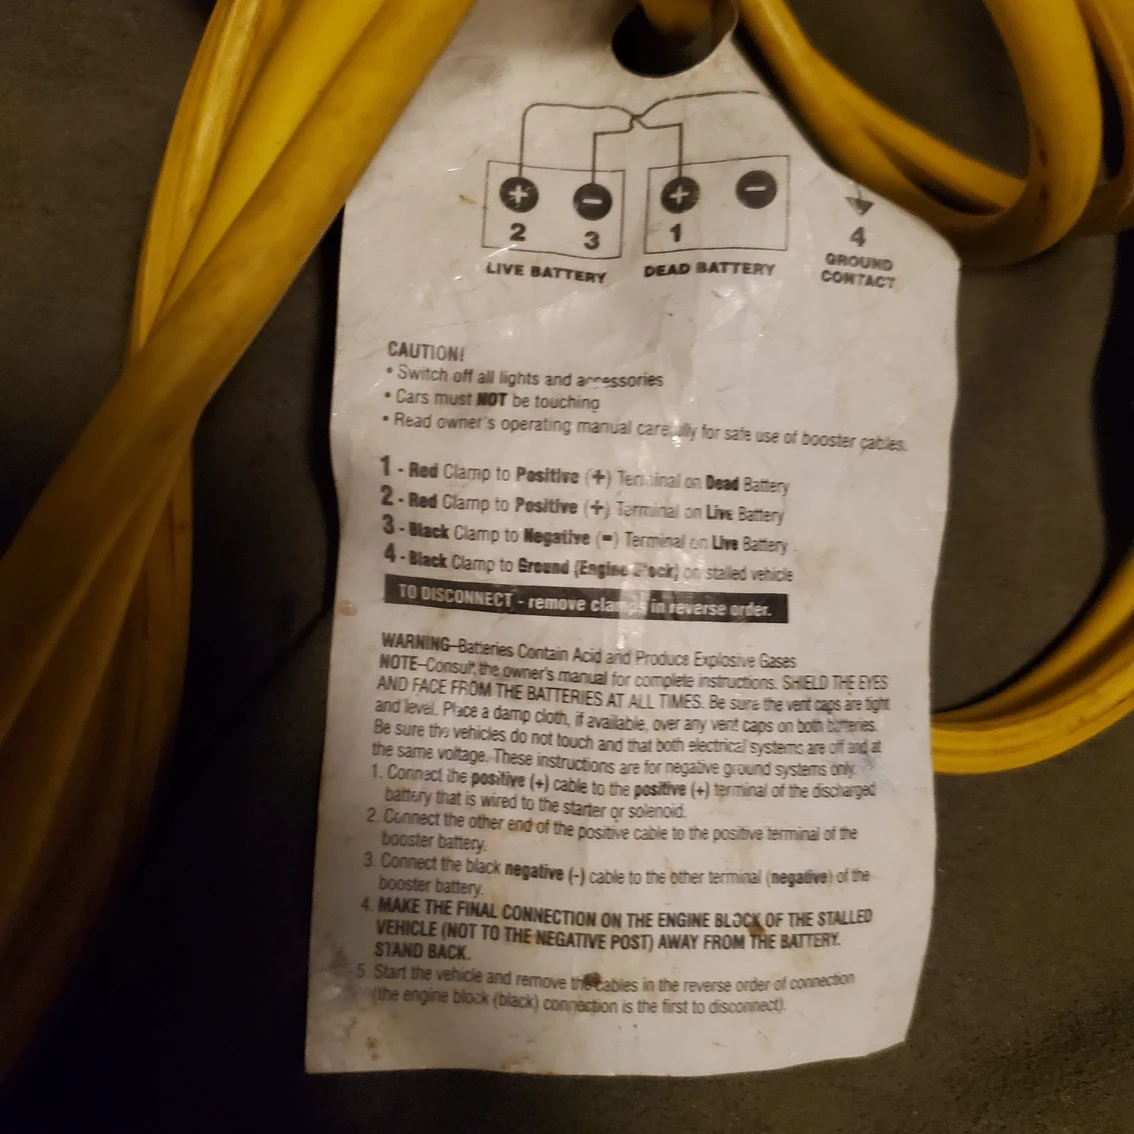 + − + −
2 3 1 4
LIVE BATTERY DEAD BATTERY GROUND
CONTACT
CAUTION!
• Switch off all lights and accessories
• Cars must NOT be touching
• Read owner's operating manual carefully for safe use of booster cables.
1 - Red Clamp to Positive (+) Terminal on Dead Battery
2 - Red Clamp to Positive (+) Terminal on Live Battery
3 - Black Clamp to Negative (-) Terminal on Live Battery
4 - Black Clamp to Ground (Engine Block) on stalled vehicle
TO DISCONNECT - remove clamps in reverse order.
WARNING–Batteries Contain Acid and Produce Explosive Gases
NOTE–Consult the owner's manual for complete instructions. SHIELD THE EYES
AND FACE FROM THE BATTERIES AT ALL TIMES. Be sure the vent caps are tight
and level. Place a damp cloth, if available, over any vent caps on both batteries.
Be sure the vehicles do not touch and that both electrical systems are off and at
the same voltage. These instructions are for negative ground systems only.
1. Connect the positive (+) cable to the positive (+) terminal of the discharged
battery that is wired to the starter or solenoid.
2. Connect the other end of the positive cable to the positive terminal of the
booster battery.
3. Connect the black negative (-) cable to the other terminal (negative) of the
booster battery.
4. MAKE THE FINAL CONNECTION ON THE ENGINE BLOCK OF THE STALLED
VEHICLE (NOT TO THE NEGATIVE POST) AWAY FROM THE BATTERY.
STAND BACK.
5. Start the vehicle and remove the cables in the reverse order of connection
(the engine block (black) connection is the first to disconnect).